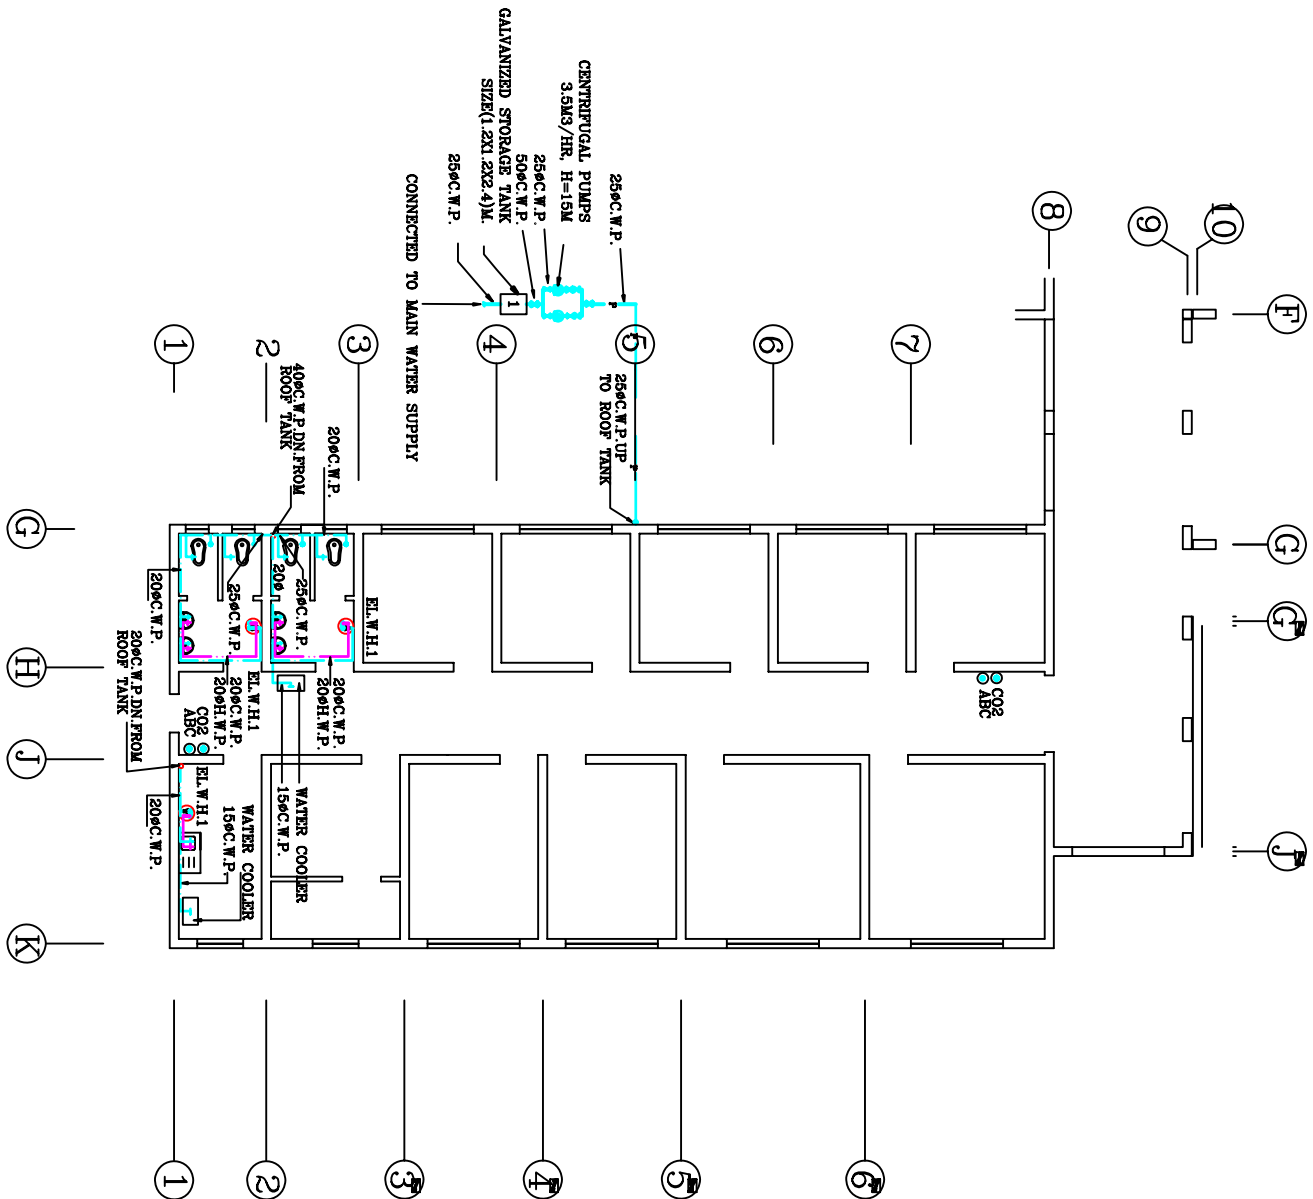 GALVANIZED STORAGE TANK
SIZE(1.2X1.2X2.4)M.
CENTRIFUGAL PUMPS
3.5M3/HR, H=15M
25øC.W.P.
50øC.W.P.
25øC.W.P.
25øC.W.P.
CONNECTED TO MAIN WATER SUPPLY
8
9
10
F
1
2
3
4
5
6
7
1
P
P
25øC.W.P.UP
TO ROOF TANK
40øC.W.P.DN.FROM
ROOF TANK
20øC.W.P.
G
G
G
H
J
J
K
20øC.W.P.
25øC.W.P.
20ø
25øC.W.P.
EL.W.H.1
20øC.W.P.DN.FROM
ROOF TANK
EL.W.H.1
20øC.W.P.
20øH.W.P.
20øC.W.P.
20øH.W.P.
CO2
ABC
CO2
ABC
EL.W.H.1
20øC.W.P.
WATER COOLER
15øC.W.P.
WATER COOLER
15øC.W.P.
1
2
3
4
5
6